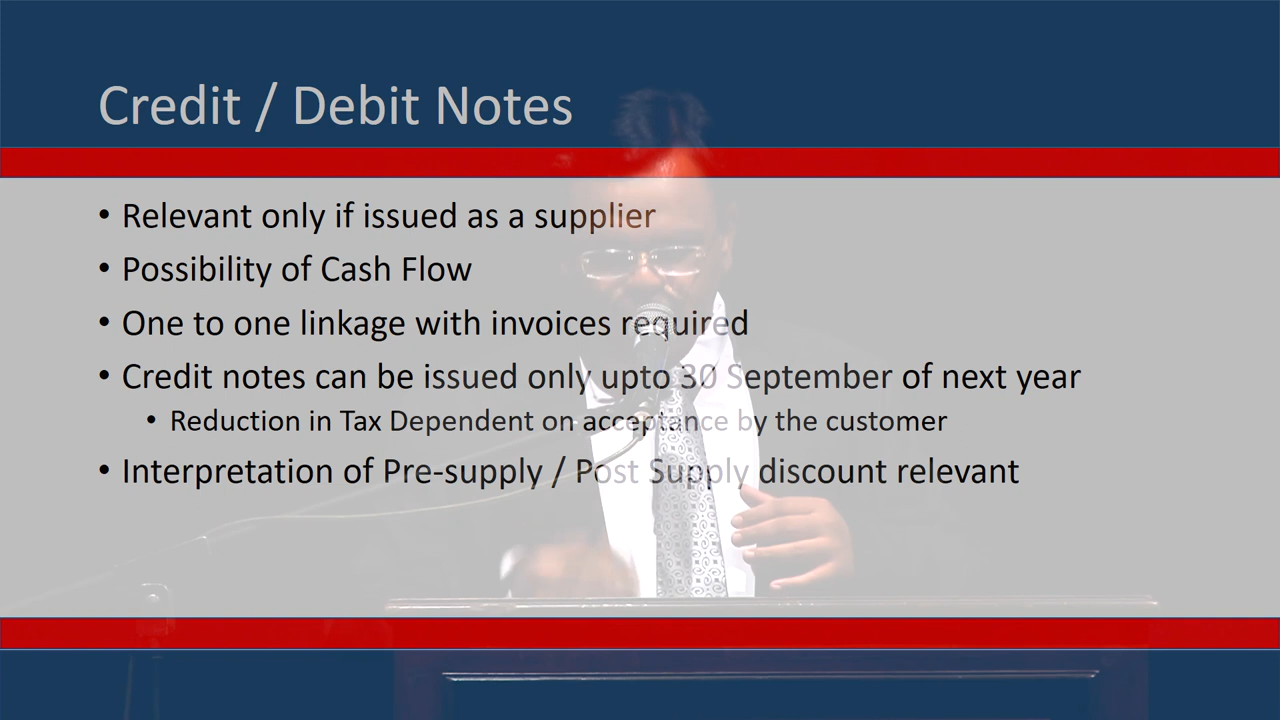 Credit / Debit Notes
• Relevant only if issued as a supplier
• Possibility of Cash Flow
• One to one linkage with invoices required
• Credit notes can be issued only upto 30 September of next year
• Reduction in Tax Dependent on acceptance by the customer
• Interpretation of Pre-supply / Post Supply discount relevant